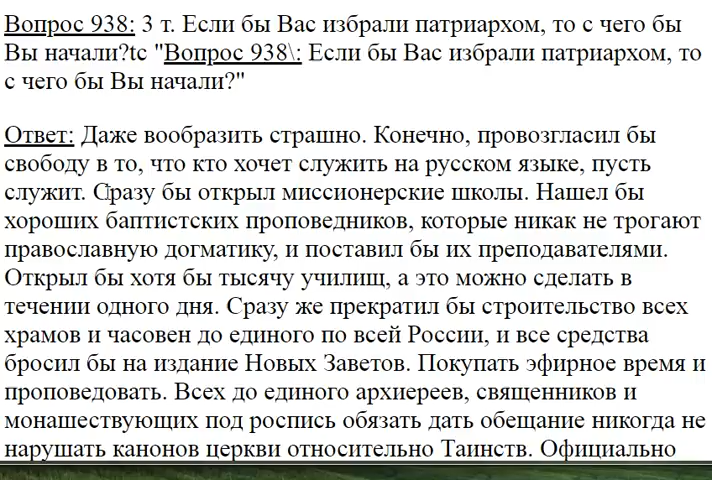 Вопрос 938: 3 т. Если бы Вас избрали патриархом, то с чего бы
Вы начали?tc "Вопрос 938\: Если бы Вас избрали патриархом, то
с чего бы Вы начали?"
Ответ: Даже вообразить страшно. Конечно, провозгласил бы
свободу в то, что кто хочет служить на русском языке, пусть
служит. Сразу бы открыл миссионерские школы. Нашел бы
хороших баптистских проповедников, которые никак не трогают
православную догматику, и поставил бы их преподавателями.
Открыл бы хотя бы тысячу училищ, а это можно сделать в
течении одного дня. Сразу же прекратил бы строительство всех
храмов и часовен до единого по всей России, и все средства
бросил бы на издание Новых Заветов. Покупать эфирное время и
проповедовать. Всех до единого архиереев, священников и
монашествующих под роспись обязать дать обещание никогда не
нарушать канонов церкви относительно Таинств. Официально